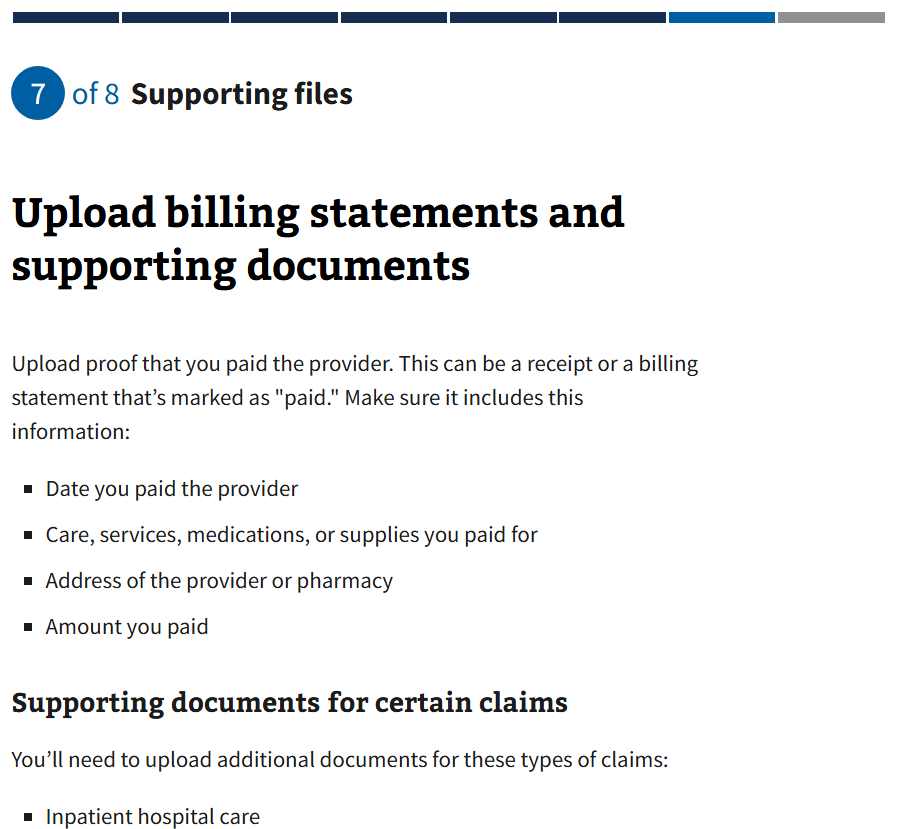 7 of 8 Supporting files
Upload billing statements and
supporting documents
Upload proof that you paid the provider. This can be a receipt or a billing
statement that’s marked as "paid." Make sure it includes this
information:
Date you paid the provider
Care, services, medications, or supplies you paid for
Address of the provider or pharmacy
Amount you paid
Supporting documents for certain claims
You’ll need to upload additional documents for these types of claims:
Inpatient hospital care